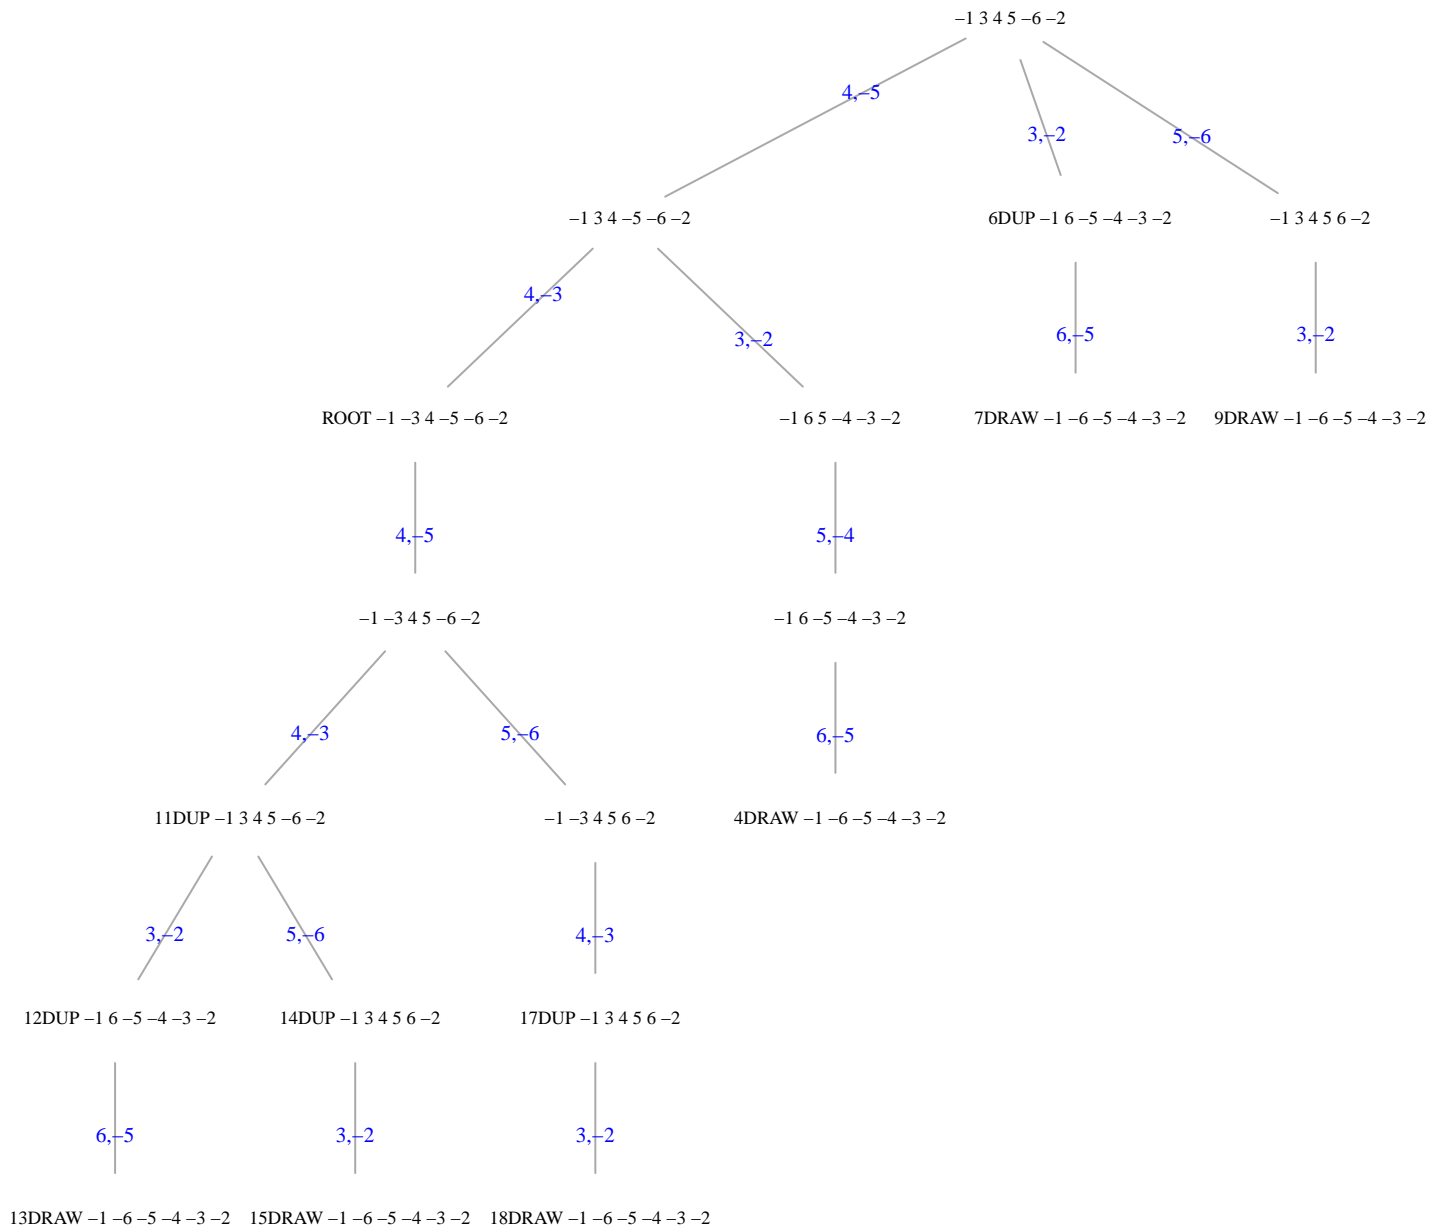 –1 3 4 5 –6 –2
4,–5
3,–2
5,–6
–1 3 4 –5 –6 –2
6DUP –1 6 –5 –4 –3 –2
–1 3 4 5 6 –2
4,–3
3,–2
6,–5
3,–2
ROOT –1 –3 4 –5 –6 –2
–1 6 5 –4 –3 –2
7DRAW –1 –6 –5 –4 –3 –2
9DRAW –1 –6 –5 –4 –3 –2
4,–5
5,–4
–1 –3 4 5 –6 –2
–1 6 –5 –4 –3 –2
4,–3
5,–6
6,–5
11DUP –1 3 4 5 –6 –2
–1 –3 4 5 6 –2
4DRAW –1 –6 –5 –4 –3 –2
3,–2
5,–6
4,–3
12DUP –1 6 –5 –4 –3 –2
14DUP –1 3 4 5 6 –2
17DUP –1 3 4 5 6 –2
6,–5
3,–2
3,–2
13DRAW –1 –6 –5 –4 –3 –2
15DRAW –1 –6 –5 –4 –3 –2
18DRAW –1 –6 –5 –4 –3 –2